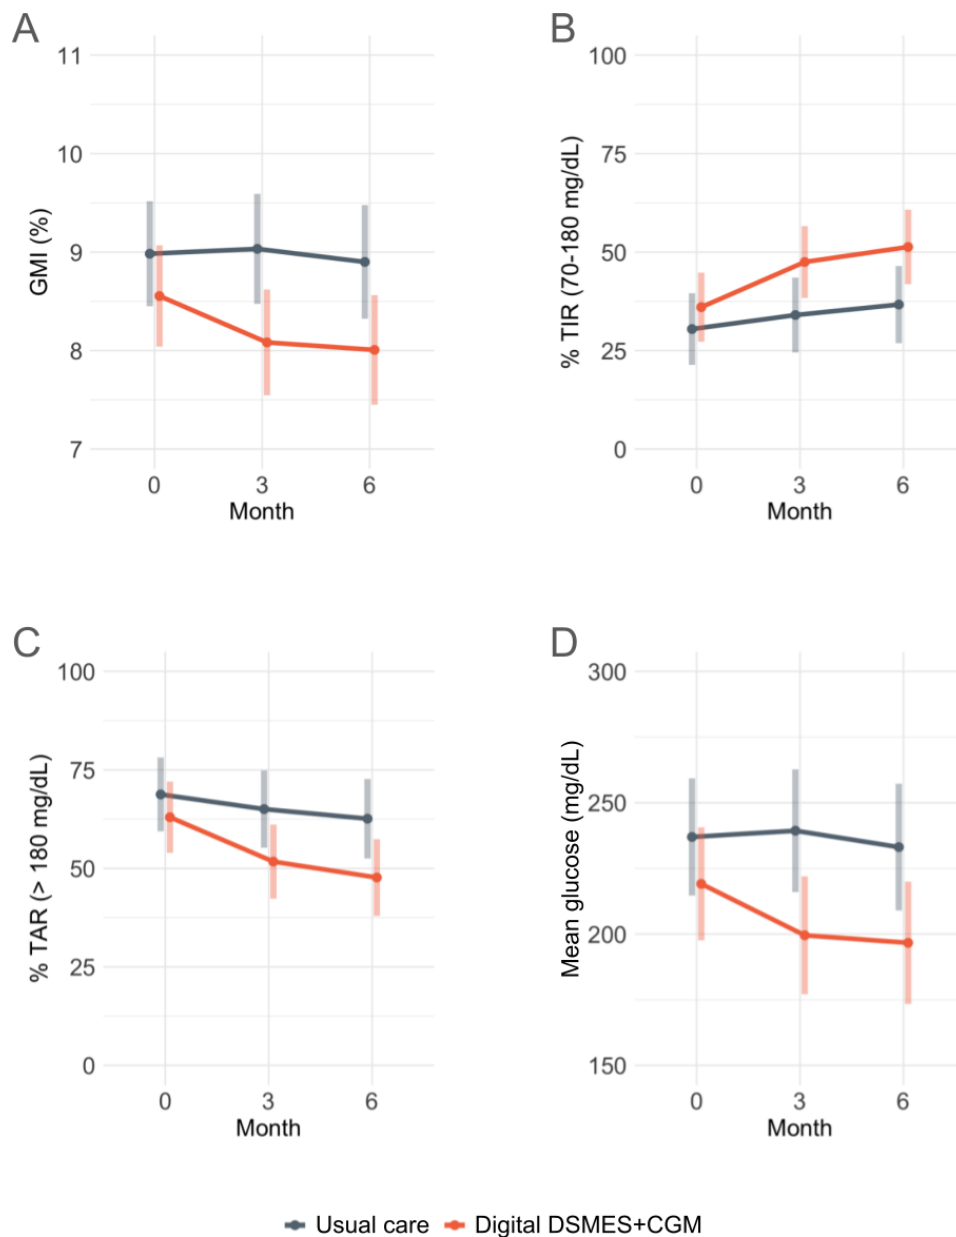 A
GMI (%)
11
10
9
8
7
0 3 6
Month
B
% TIR (70-180 mg/dL)
100
75
50
25
0
0 3 6
Month
C
% TAR (> 180 mg/dL)
100
75
50
25
0
0 3 6
Month
D
Mean glucose (mg/dL)
300
250
200
150
0 3 6
Month
Usual care Digital DSMES+CGM